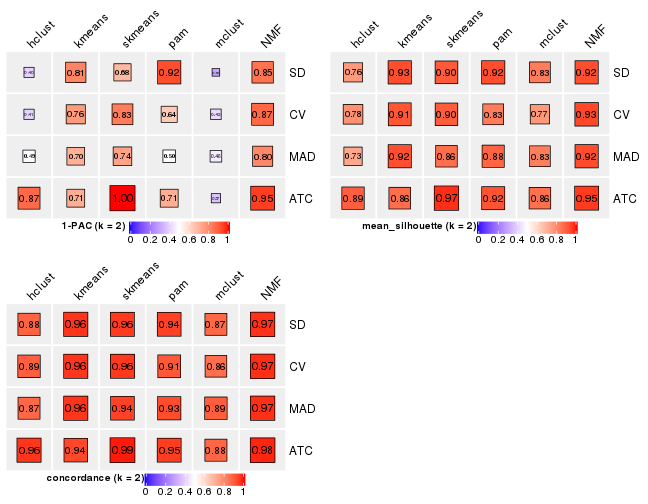 hclust kmeans skmeans pam mclust NMF
0.81 0.68 0.92 0.85 SD
0.76 0.83 0.64 0.87 CV
0.49 0.70 0.74 0.50 0.80 MAD
0.87 0.71 1.00 0.71 0.95 ATC
1-PAC (k = 2)
0 0.2 0.4 0.6 0.8 1
hclust kmeans skmeans pam mclust NMF
0.76 0.93 0.90 0.92 0.83 0.92 SD
0.78 0.91 0.90 0.83 0.77 0.93 CV
0.73 0.92 0.86 0.88 0.83 0.92 MAD
0.89 0.86 0.97 0.92 0.86 0.95 ATC
mean_silhouette (k = 2)
0 0.2 0.4 0.6 0.8 1
hclust kmeans skmeans pam mclust NMF
0.88 0.96 0.96 0.94 0.87 0.97 SD
0.89 0.96 0.96 0.91 0.86 0.97 CV
0.87 0.96 0.94 0.93 0.89 0.97 MAD
0.96 0.94 0.99 0.95 0.88 0.98 ATC
concordance (k = 2)
0 0.2 0.4 0.6 0.8 1